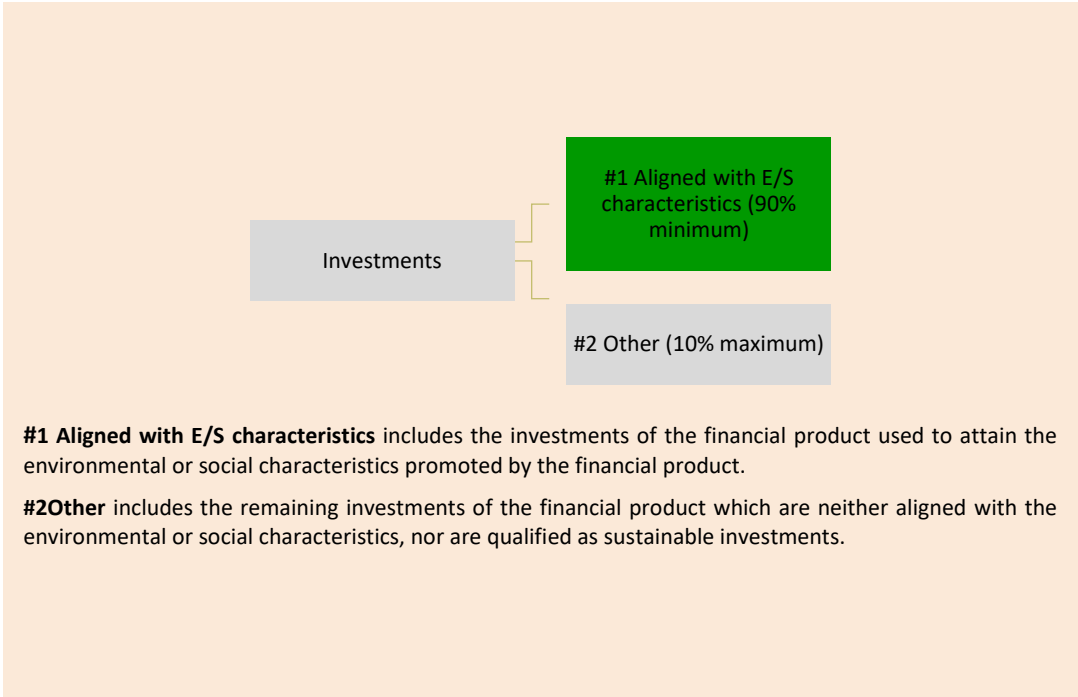 #1 Aligned with E/S
characteristics (90%
minimum)
Investments
#2 Other (10% maximum)
#1 Aligned with E/S characteristics includes the investments of the financial product used to attain the
environmental or social characteristics promoted by the financial product.
#2Other includes the remaining investments of the financial product which are neither aligned with the
environmental or social characteristics, nor are qualified as sustainable investments.